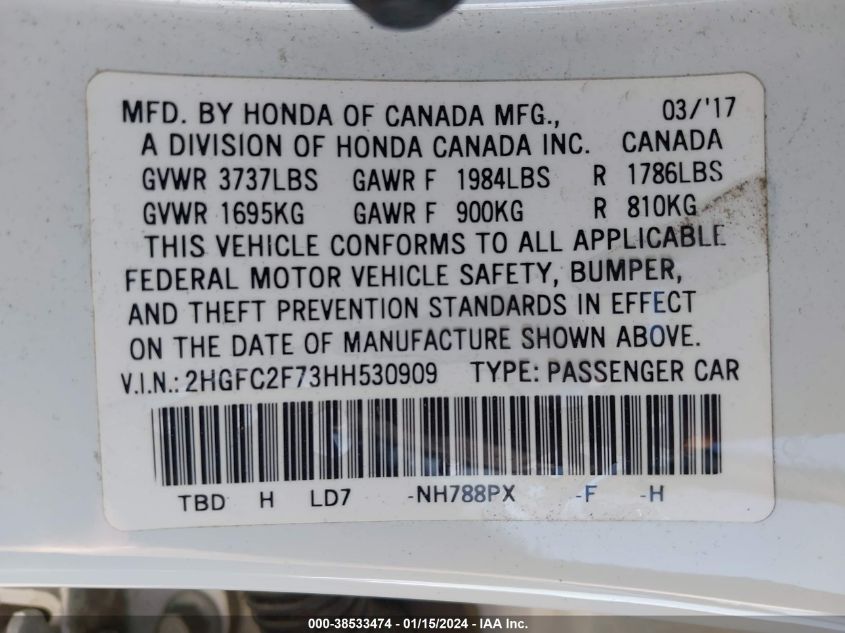 MFD. BY HONDA OF CANADA MFG., 03/'17
A DIVISION OF HONDA CANADA INC. CANADA
GVWR 3737LBS GAWR F 1984LBS R 1786LBS
GVWR 1695KG GAWR F 900KG R 810KG
THIS VEHICLE CONFORMS TO ALL APPLICABLE
FEDERAL MOTOR VEHICLE SAFETY, BUMPER,
AND THEFT PREVENTION STANDARDS IN EFFECT
ON THE DATE OF MANUFACTURE SHOWN ABOVE.
V.I.N.: 2HGFC2F73HH530909 TYPE: PASSENGER CAR
TBD H LD7 -NH788PX -F -H
000-38533474 - 01/15/2024 - IAA Inc.